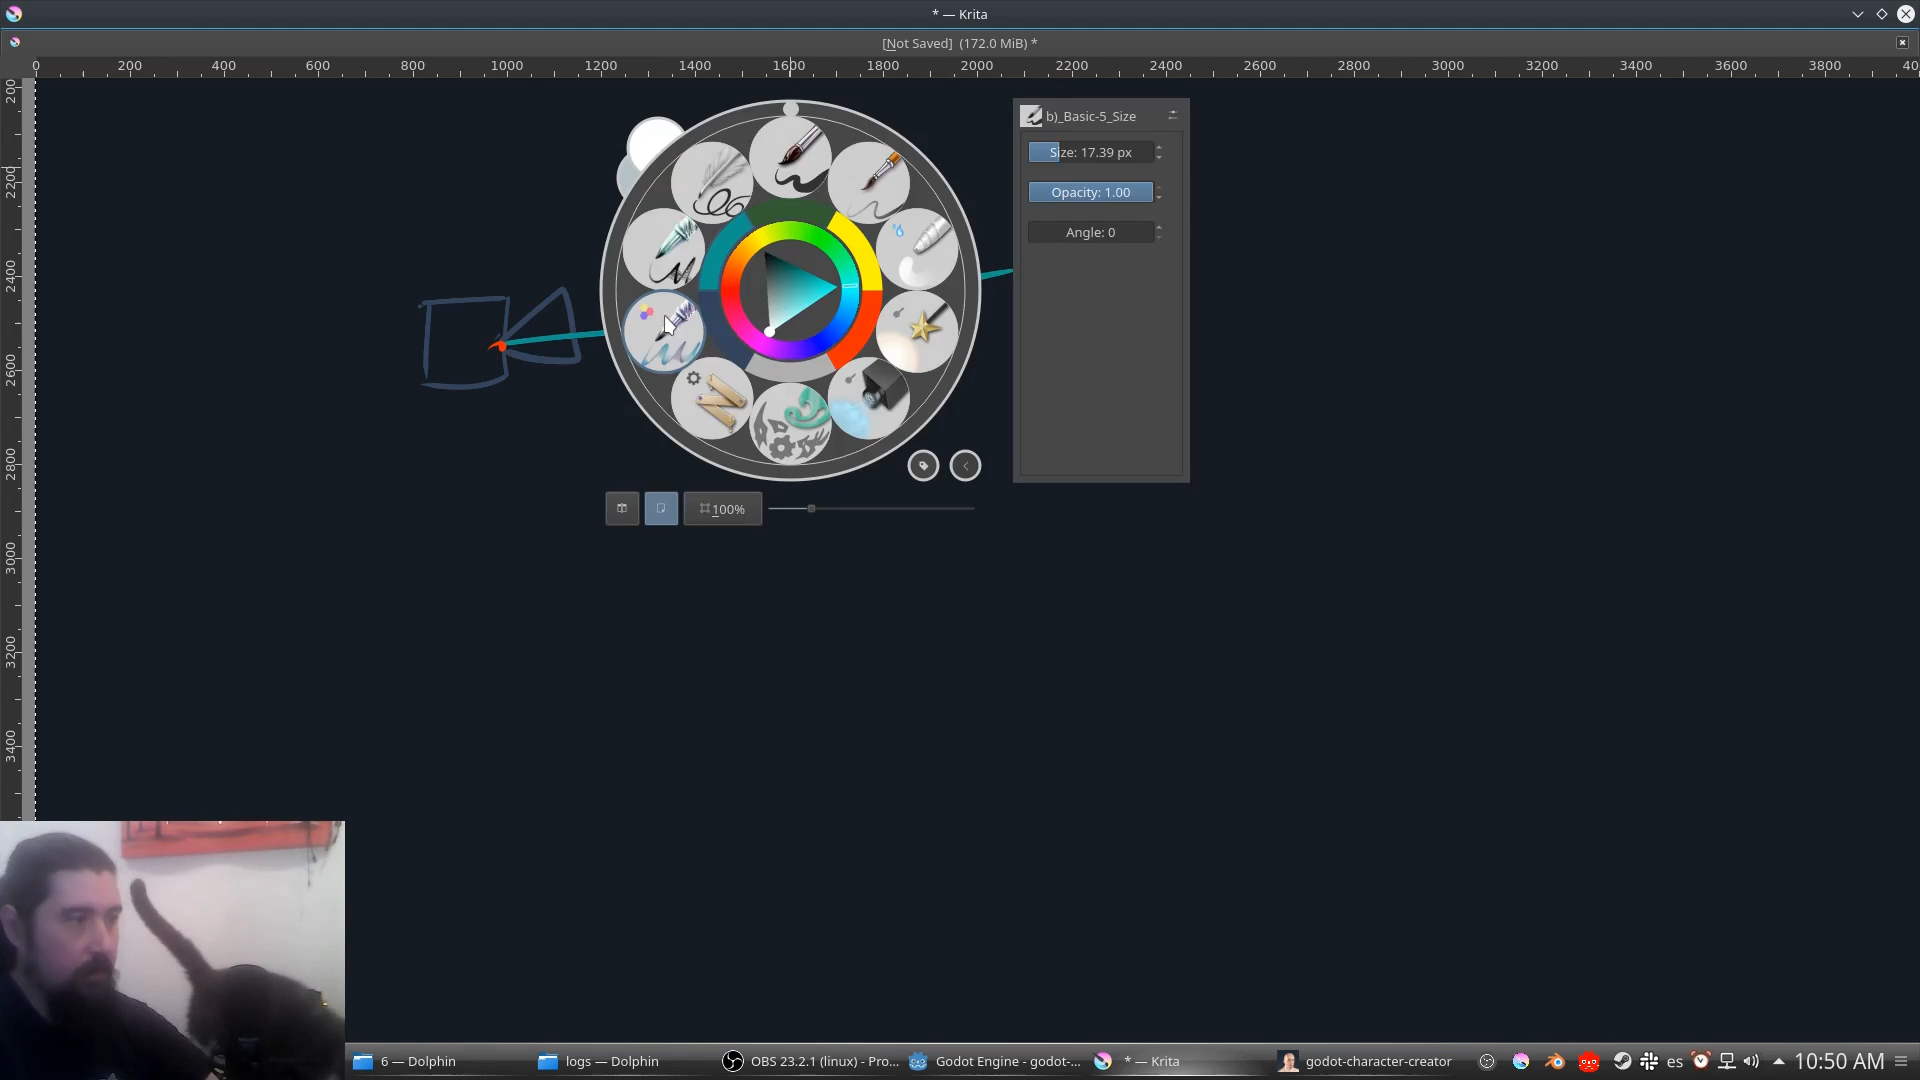 * — Krita
[Not Saved] (172.0 MiB) *
0 200 400 600 800 1000 1200 1400 1600 1800 2000 2200 2400 2600 2800 3000 3200 3400 3600 3800 40
200
2200
2400
2600
2800
3000
3200
3400
b)_Basic-5_Size
Size: 17.39 px
Opacity: 1.00
Angle: 0
100%
6 — Dolphin
logs — Dolphin
OBS 23.2.1 (linux) - Pro...
Godot Engine - godot-...
* — Krita
godot-character-creator
es
10:50 AM